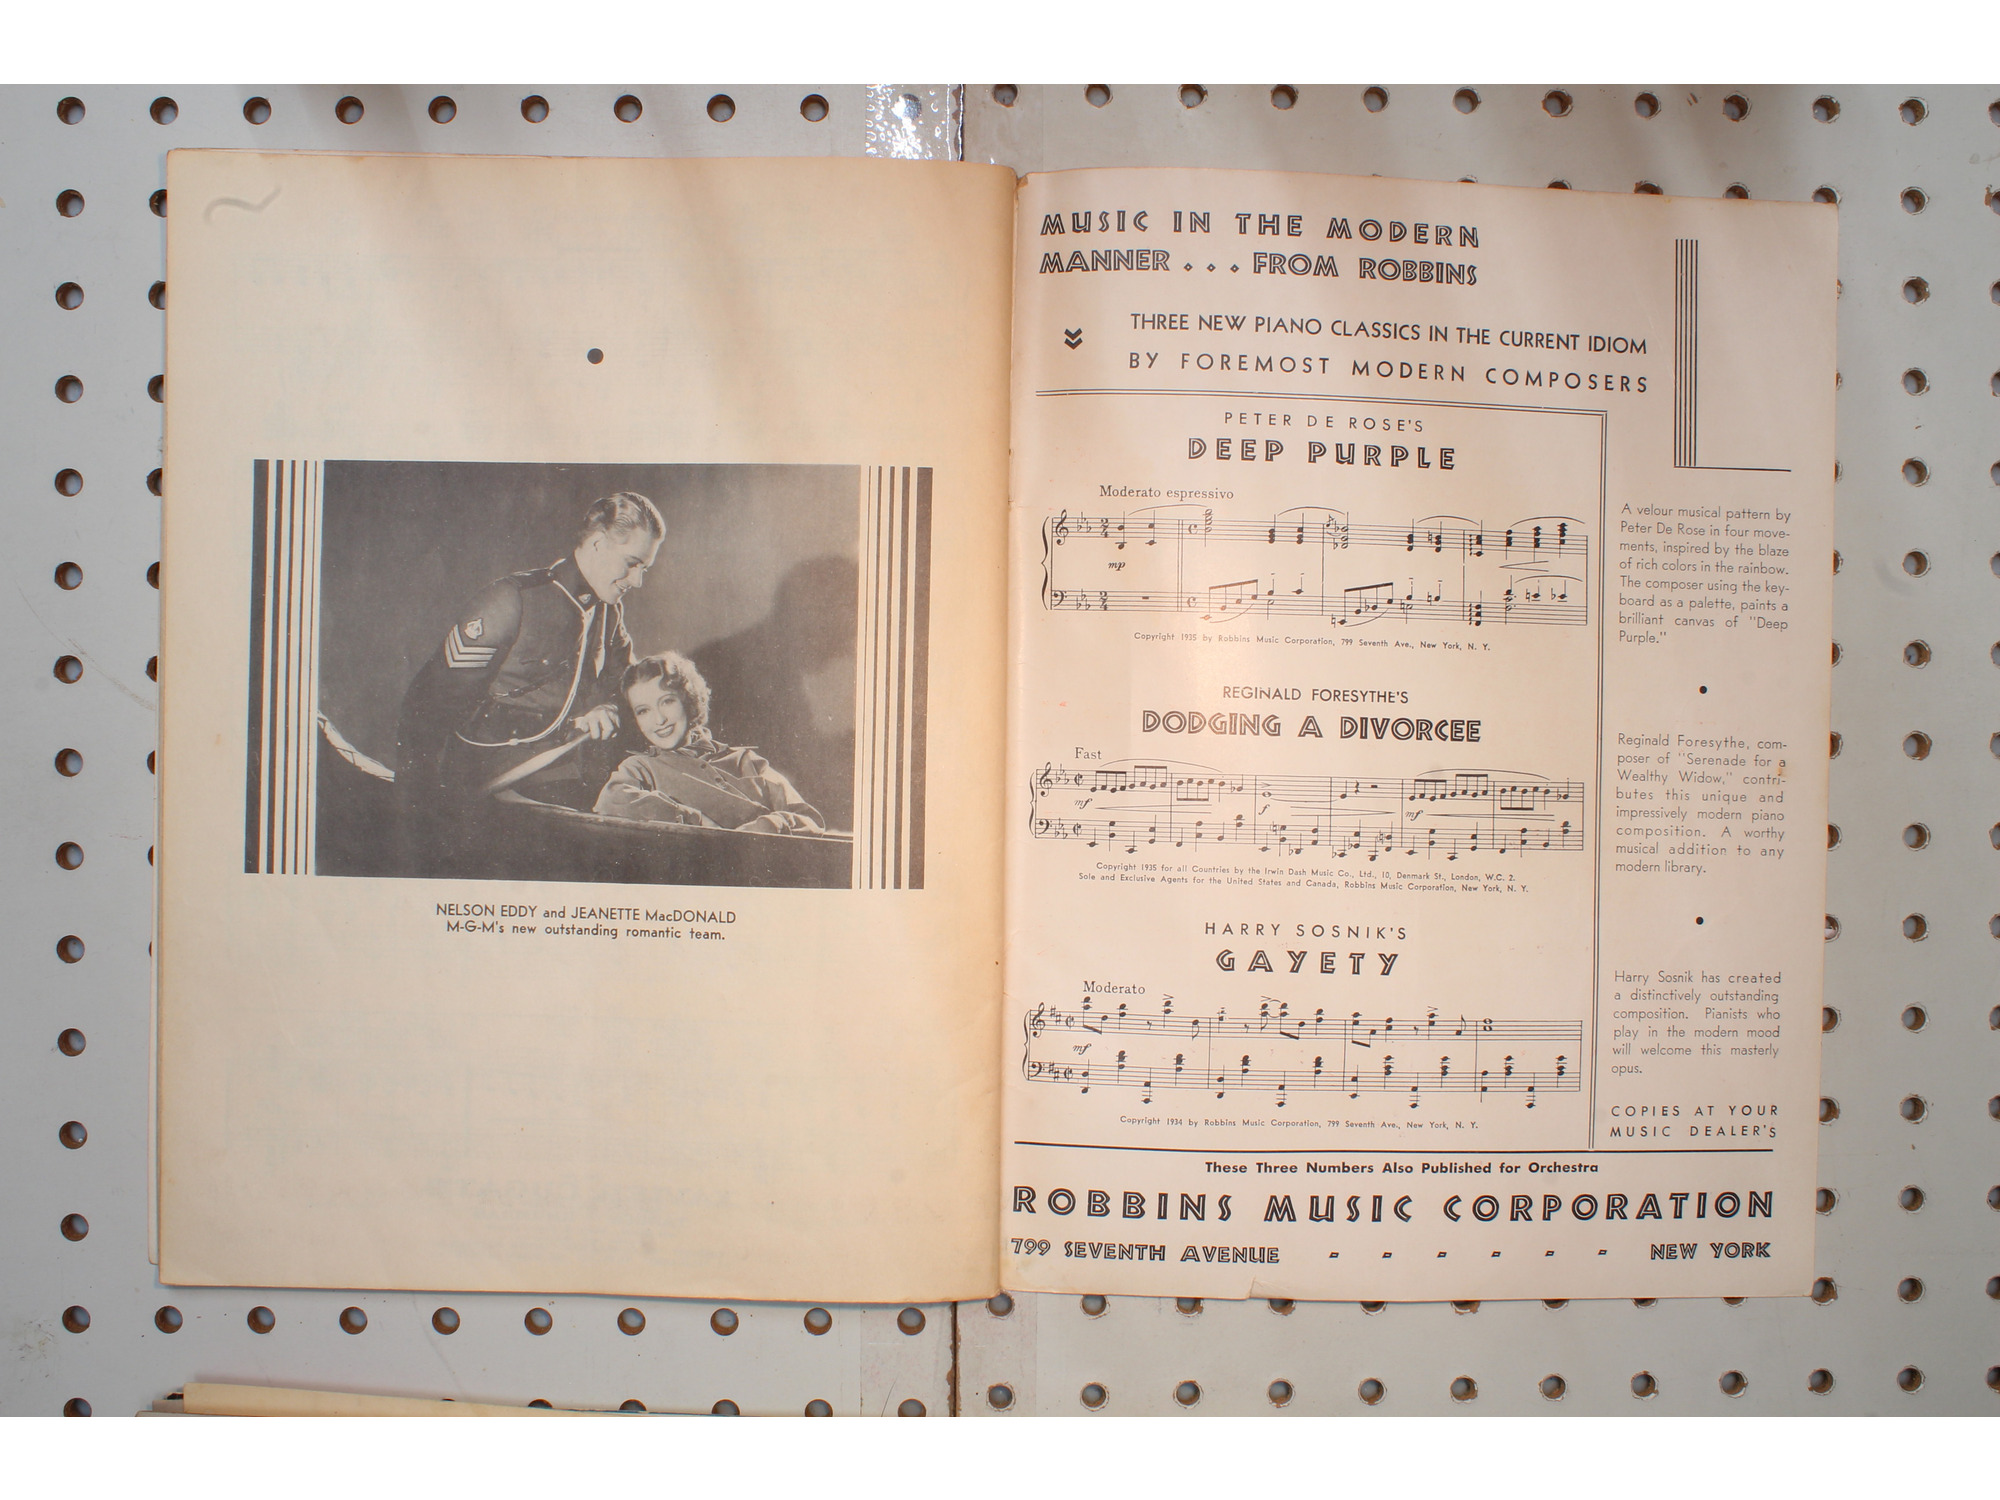 NELSON EDDY and JEANETTE MacDONALD
M-G-M's new outstanding romantic team.
MUSIC IN THE MODERN
MANNER . . . FROM ROBBINS
THREE NEW PIANO CLASSICS IN THE CURRENT IDIOM
BY FOREMOST MODERN COMPOSERS
PETER DE ROSE'S
DEEP PURPLE
Moderato espressivo
mp
Copyright 1935 by Robbins Music Corporation, 799 Seventh Ave., New York, N. Y.
A velour musical pattern by
Peter De Rose in four move-
ments, inspired by the blaze
of rich colors in the rainbow.
The composer using the key-
board as a palette, paints a
brilliant canvas of "Deep
Purple."
REGINALD FORESYTHE'S
DODGING A DIVORCEE
Fast
mf
f
mf
Copyright 1935 for all Countries by the Irwin Dash Music Co., Ltd., 10, Denmark St., London, W.C. 2.
Sole and Exclusive Agents for the United States and Canada, Robbins Music Corporation, New York, N. Y.
Reginald Foresythe, com-
poser of "Serenade for a
Wealthy Widow," contri-
butes this unique and
impressively modern piano
composition. A worthy
musical addition to any
modern library.
HARRY SOSNIK'S
GAYETY
Moderato
mf
Copyright 1934 by Robbins Music Corporation, 799 Seventh Ave., New York, N. Y.
Harry Sosnik has created
a distinctively outstanding
composition. Pianists who
play in the modern mood
will welcome this masterly
opus.
COPIES AT YOUR
MUSIC DEALER'S
These Three Numbers Also Published for Orchestra
ROBBINS MUSIC CORPORATION
799 SEVENTH AVENUE - - - - - - NEW YORK